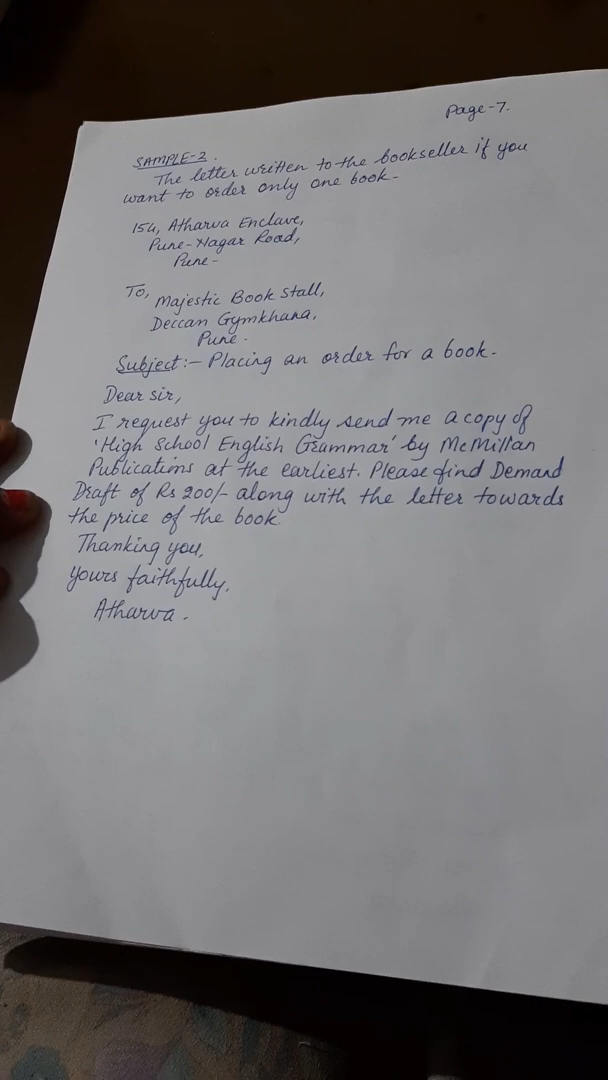 Page-7.
SAMPLE-2.
The letter written to the bookseller if you
want to order only one book-
154, Atharva Enclave,
Pune-Nagar Road,
Pune-
To,
Majestic Book Stall,
Deccan Gymkhana,
Pune.
Subject:- Placing an order for a book.
Dear sir,
I request you to kindly send me a copy of
'High School English Grammar' by McMillan
Publications at the earliest. Please find Demand
Draft of Rs 200/- along with the letter towards
the price of the book.
Thanking you,
yours faithfully,
Atharva.